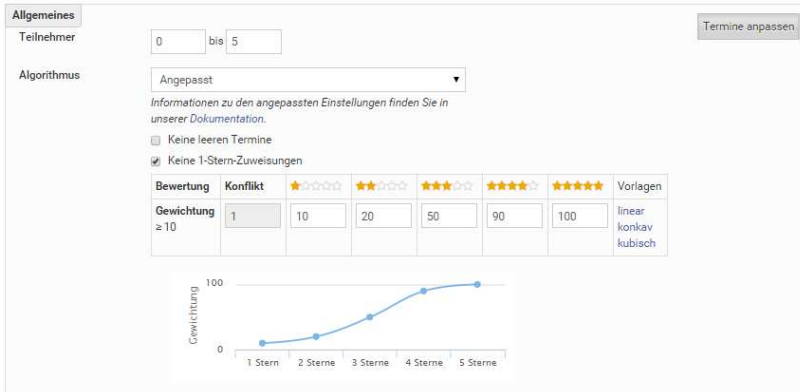 Allgemeines
Termine anpassen
Teilnehmer 0 bis 5
Algorithmus Angepasst
Informationen zu den angepassten Einstellungen finden Sie in
unserer Dokumentation.
Keine leeren Termine
Keine 1-Stern-Zuweisungen
Bewertung Konflikt Vorlagen
Gewichtung 1 10 20 50 90 100 linear
≥ 10 konkav
kubisch
100
Gewichtung
0
1 Stern 2 Sterne 3 Sterne 4 Sterne 5 Sterne